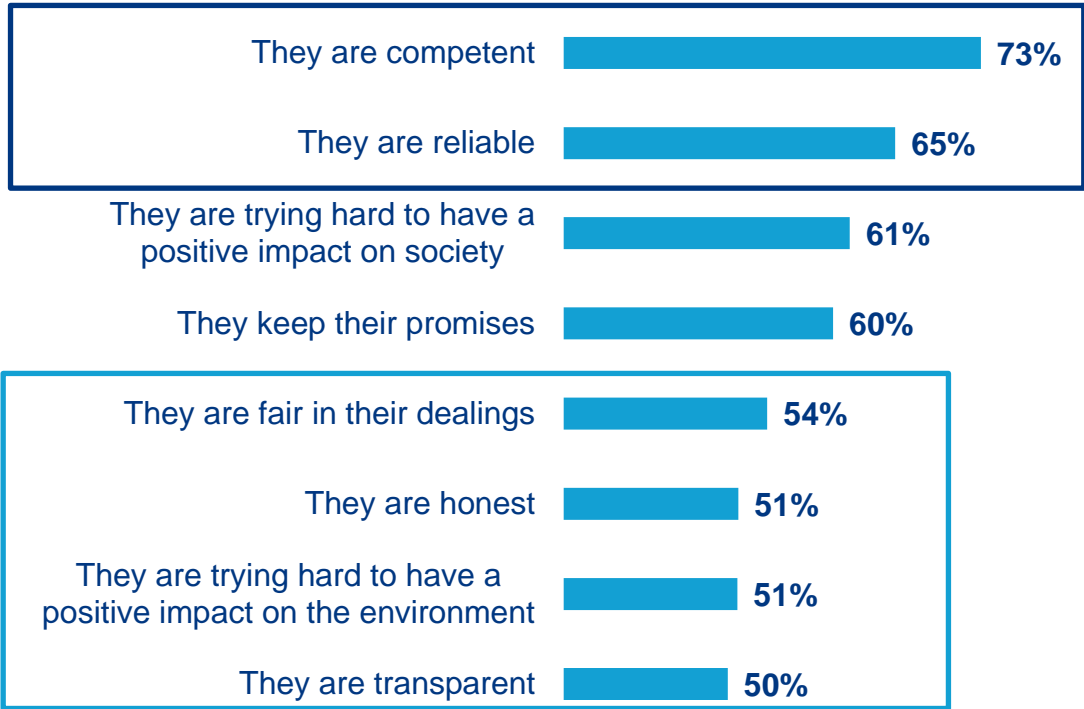 They are competent 73%
They are reliable 65%
They are trying hard to have a
positive impact on society 61%
They keep their promises 60%
They are fair in their dealings 54%
They are honest 51%
They are trying hard to have a
positive impact on the environment 51%
They are transparent 50%